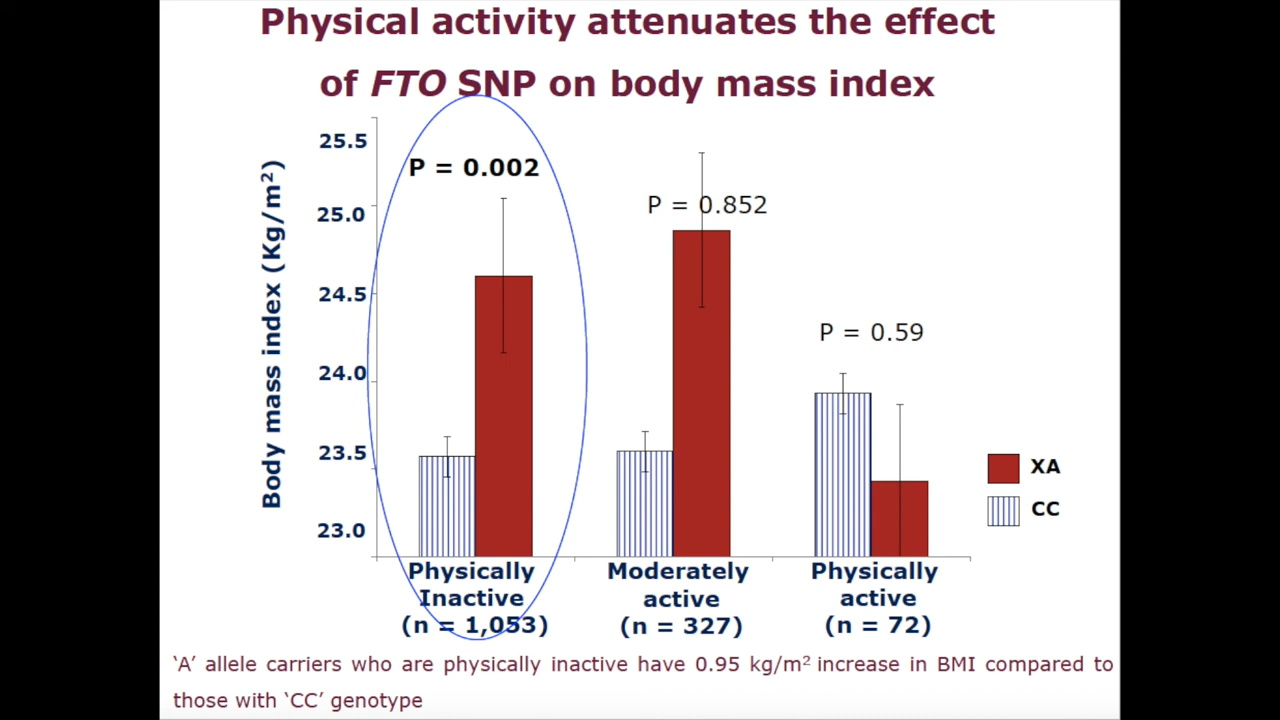 Physical activity attenuates the effect
of FTO SNP on body mass index
Body mass index (Kg/m²)
25.5
25.0
24.5
24.0
23.5
23.0
P = 0.002
P = 0.852
P = 0.59
XA
CC
Physically
Inactive
(n = 1,053)
Moderately
active
(n = 327)
Physically
active
(n = 72)
‘A’ allele carriers who are physically inactive have 0.95 kg/m² increase in BMI compared to
those with ‘CC’ genotype